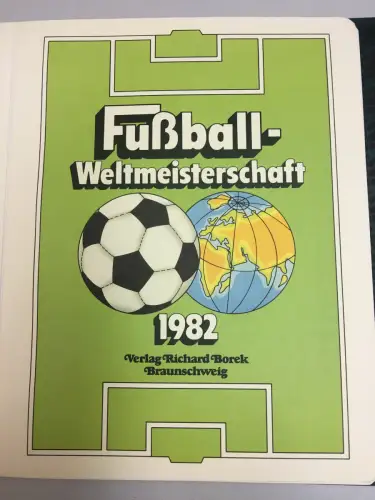 Fußball-
Weltmeisterschaft
1982
Verlag Richard Borek
Braunschweig